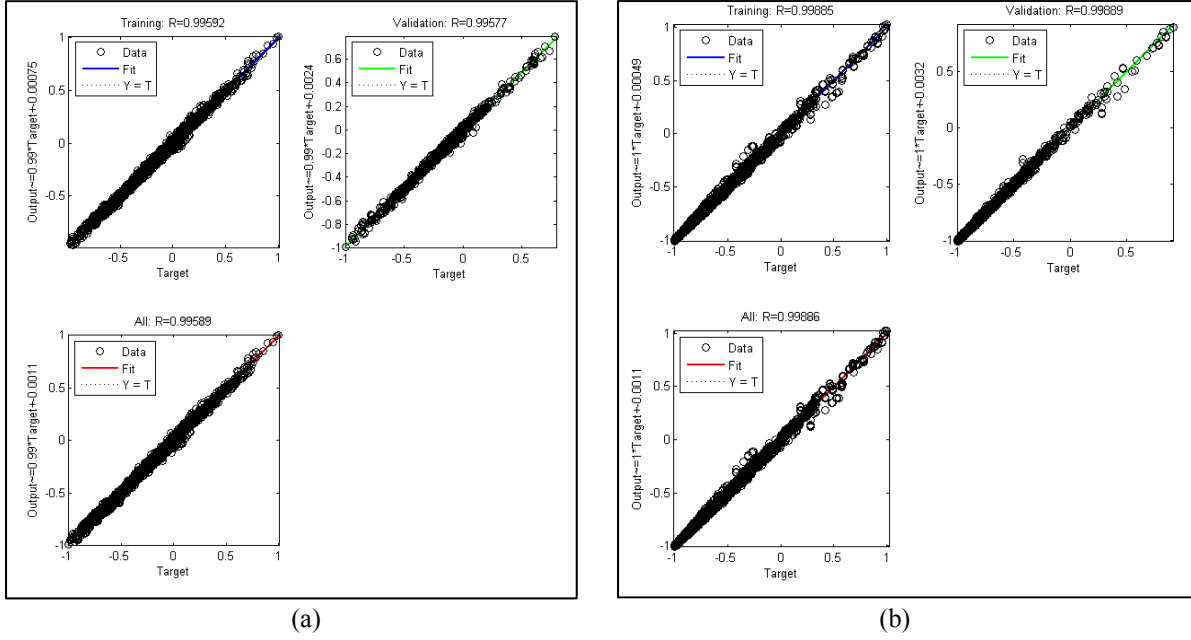 Training: R=0.99592
Output~=0.99*Target+-0.00075
1
0.5
0
-0.5
Data
Fit
Y = T
-0.5
0
0.5
1
Target
Validation: R=0.99577
Output~=0.99*Target+-0.0024
0.6
0.4
0.2
0
-0.2
-0.4
-0.6
-0.8
-1
Data
Fit
Y = T
-1
-0.5
0
0.5
Target
All: R=0.99589
Output~=0.99*Target+-0.0011
1
0.5
0
-0.5
-1
Data
Fit
Y = T
-1
-0.5
0
0.5
1
Target
(a)
Training: R=0.99885
Output~=1*Target+-0.00049
1
0.5
0
-0.5
-1
Data
Fit
Y = T
-1
-0.5
0
0.5
1
Target
Validation: R=0.99889
Output~=1*Target+-0.0032
0.5
0
-0.5
-1
Data
Fit
Y = T
-1
-0.5
0
0.5
Target
All: R=0.99886
Output~=1*Target+-0.0011
1
0.5
0
-0.5
-1
Data
Fit
Y = T
-1
-0.5
0
0.5
1
Target
(b)